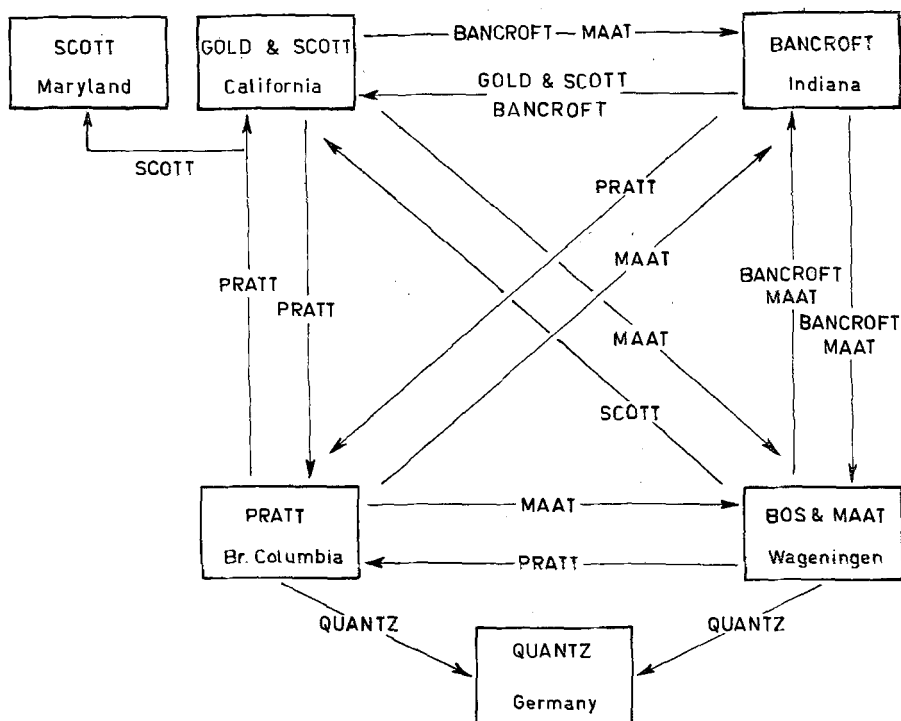 SCOTT
Maryland
GOLD & SCOTT
California
BANCROFT—MAAT
BANCROFT
Indiana
GOLD & SCOTT
BANCROFT
SCOTT
PRATT
MAAT
PRATT
PRATT
BANCROFT
MAAT
MAAT
BANCROFT
MAAT
SCOTT
PRATT
Br. Columbia
MAAT
PRATT
BOS & MAAT
Wageningen
QUANTZ
QUANTZ
QUANTZ
Germany